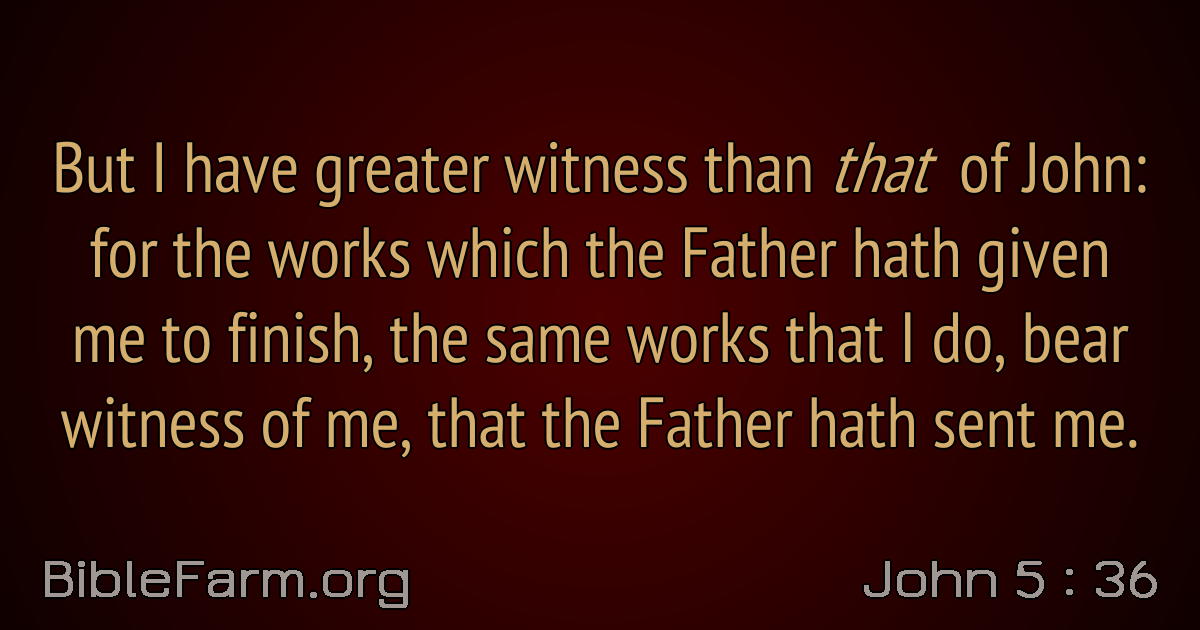 But I have greater witness than that of John:
for the works which the Father hath given
me to finish, the same works that I do, bear
witness of me, that the Father hath sent me.
BibleFarm.org
John 5 : 36